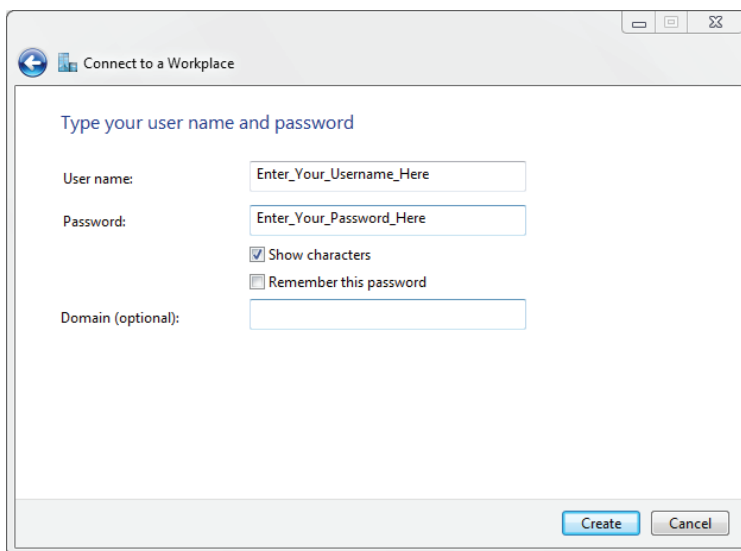 Connect to a Workplace
Type your user name and password
User name:
Enter_Your_Username_Here
Password:
Enter_Your_Password_Here
Show characters
Remember this password
Domain (optional):
Create
Cancel